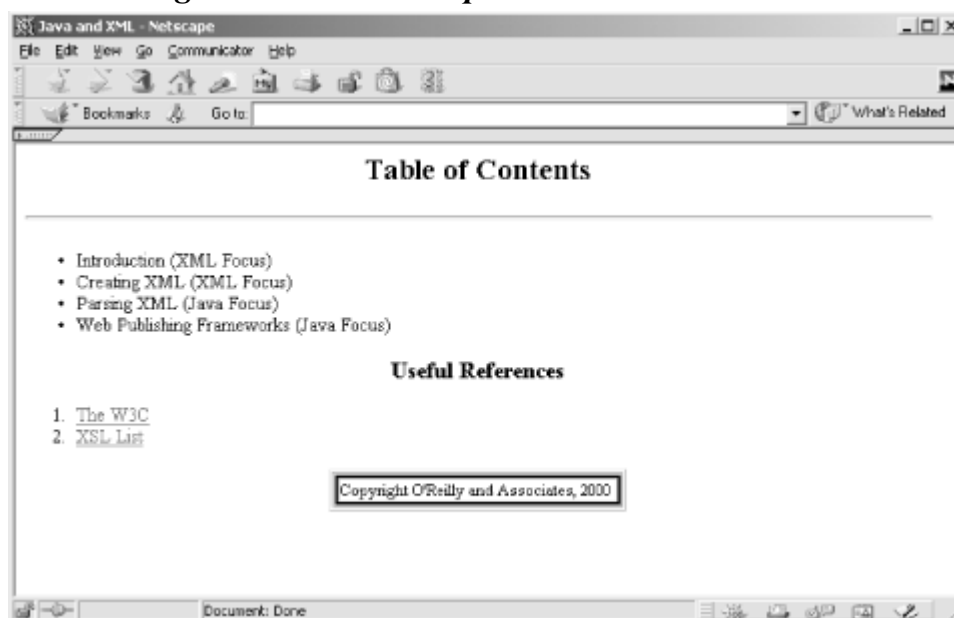 Java and XML - Netscape
File Edit View Go Communicator Help
Bookmarks Go to: What's Related
Table of Contents
• Introduction (XML Focus)
• Creating XML (XML Focus)
• Parsing XML (Java Focus)
• Web Publishing Frameworks (Java Focus)
Useful References
1. The W3C
2. XSL List
Copyright O'Reilly and Associates, 2000
Document: Done